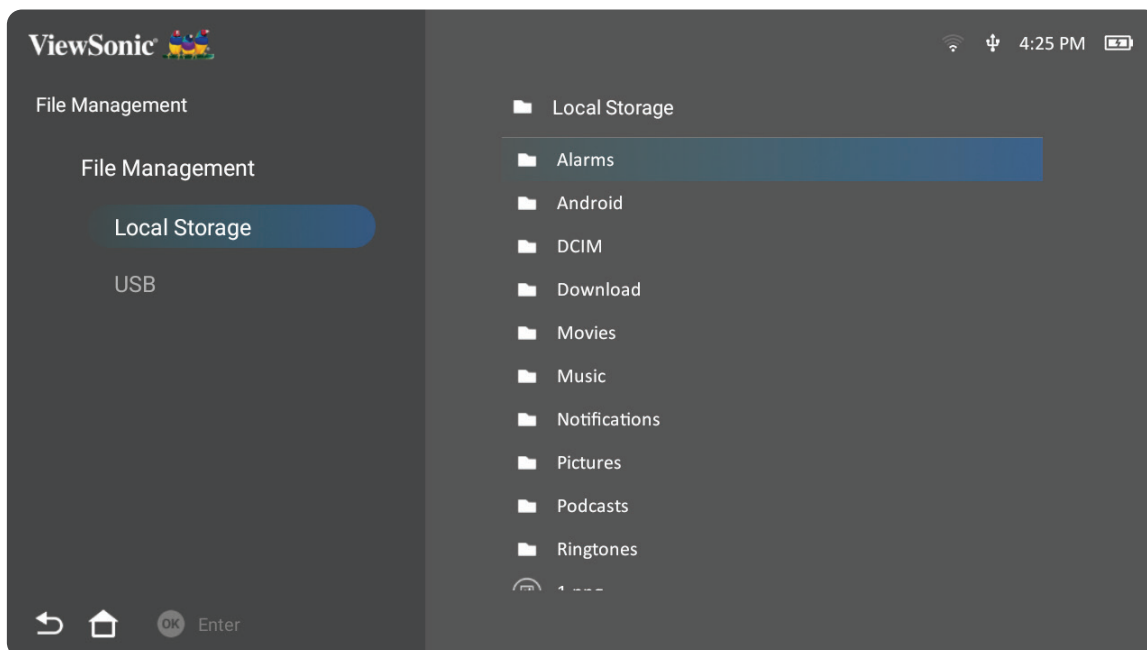 ViewSonic
4:25 PM
File Management
File Management
Local Storage
USB
Local Storage
Alarms
Android
DCIM
Download
Movies
Music
Notifications
Pictures
Podcasts
Ringtones
OK Enter